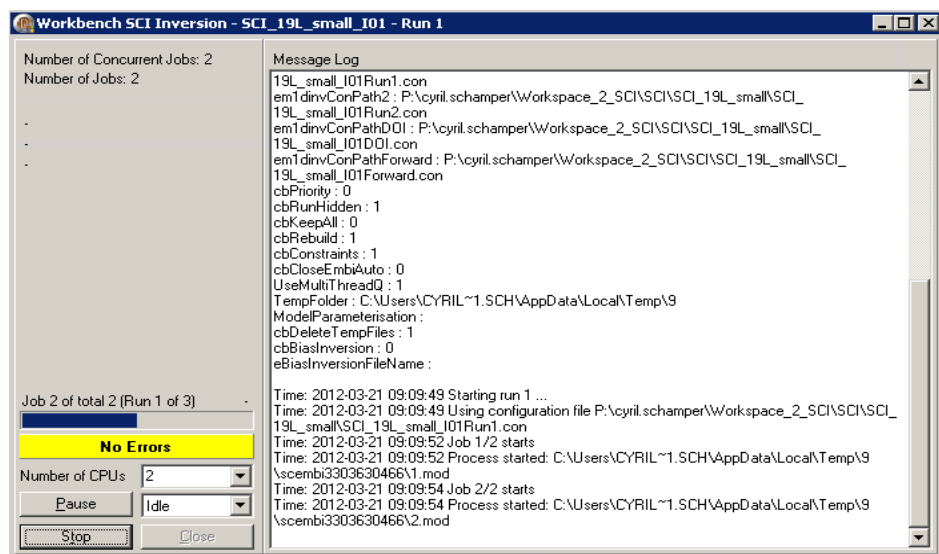 Workbench SCI Inversion - SCI_19L_small_I01 - Run 1
Number of Concurrent Jobs: 2
Number of Jobs: 2
-
-
-
Job 2 of total 2 (Run 1 of 3) -
No Errors
Number of CPUs 2
Pause Idle
Stop Close
Message Log
19L_small_I01Run1.con
em1dinvConPath2 : P:\cyril.schamper\Workspace_2_SCI\SCI\SCI_19L_small\SCI_
19L_small_I01Run2.con
em1dinvConPathDOI : P:\cyril.schamper\Workspace_2_SCI\SCI\SCI_19L_small\SCI_
19L_small_I01DOI.con
em1dinvConPathForward : P:\cyril.schamper\Workspace_2_SCI\SCI\SCI_19L_small\SCI_
19L_small_I01Forward.con
cbPriority : 0
cbRunHidden : 1
cbKeepAll : 0
cbRebuild : 1
cbConstraints : 1
cbCloseEmbiAuto : 0
UseMultiThreadQ : 1
TempFolder : C:\Users\CYRIL~1.SCH\AppData\Local\Temp\9
ModelParameterisation :
cbDeleteTempFiles : 1
cbBiasInversion : 0
eBiasInversionFileName :
Time: 2012-03-21 09:09:49 Starting run 1 ...
Time: 2012-03-21 09:09:49 Using configuration file P:\cyril.schamper\Workspace_2_SCI\SCI\SCI_
19L_small\SCI_19L_small_I01Run1.con
Time: 2012-03-21 09:09:52 Job 1/2 starts
Time: 2012-03-21 09:09:52 Process started: C:\Users\CYRIL~1.SCH\AppData\Local\Temp\9
\scembi3303630466\1.mod
Time: 2012-03-21 09:09:54 Job 2/2 starts
Time: 2012-03-21 09:09:54 Process started: C:\Users\CYRIL~1.SCH\AppData\Local\Temp\9
\scembi3303630466\2.mod